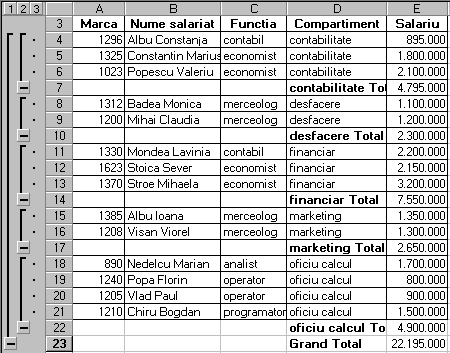 1 2 3 A B C D E
3 Marca Nume salariat Functia Compartiment Salariu
4 1296 Albu Constanja contabil contabilitate 895.000
5 1325 Constantin Marius economist contabilitate 1.800.000
6 1023 Popescu Valeriu economist contabilitate 2.100.000
7 contabilitate Tot 4.795.000
8 1312 Badea Monica merceolog desfacere 1.100.000
9 1200 Mihai Claudia merceolog desfacere 1.200.000
10 desfacere Total 2.300.000
11 1330 Mondea Lavinia contabil financiar 2.200.000
12 1623 Stoica Sever economist financiar 2.150.000
13 1370 Stroe Mihaela economist financiar 3.200.000
14 financiar Total 7.550.000
15 1385 Albu Ioana merceolog marketing 1.350.000
16 1208 Visan Viorel merceolog marketing 1.300.000
17 marketing Total 2.650.000
18 890 Nedelcu Marian analist oficiu calcul 1.700.000
19 1240 Popa Florin operator oficiu calcul 800.000
20 1205 Vlad Paul operator oficiu calcul 900.000
21 1210 Chiru Bogdan programator oficiu calcul 1.500.000
22 oficiu calcul To 4.900.000
23 Grand Total 22.195.000